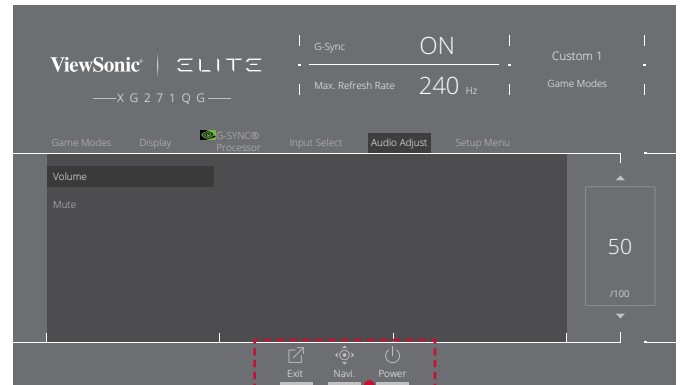 ViewSonic® ELITE
XG271QG
G-Sync ON
Max. Refresh Rate 240 Hz
Custom 1
Game Modes
Game Modes Display G-SYNC® Processor Input Select Audio Adjust Setup Menu
Volume
Mute
50
/100
Exit Navi. Power